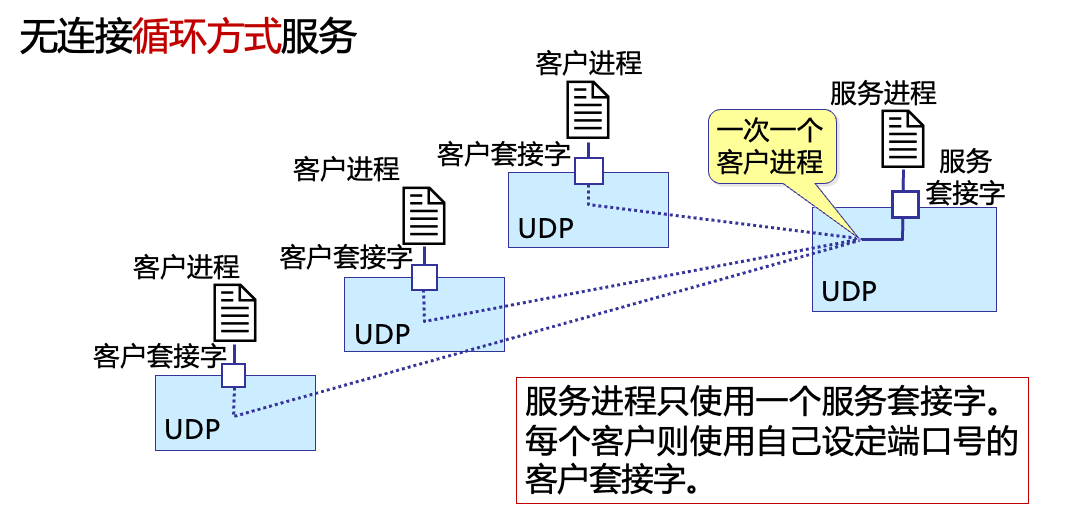 无连接循环方式服务
客户进程
服务进程
一次一个
客户进程
客户套接字
服务
套接字
UDP
UDP
客户进程
客户套接字
UDP
客户进程
客户套接字
UDP
服务进程只使用一个服务套接字。
每个客户则使用自己设定端口号的
客户套接字。